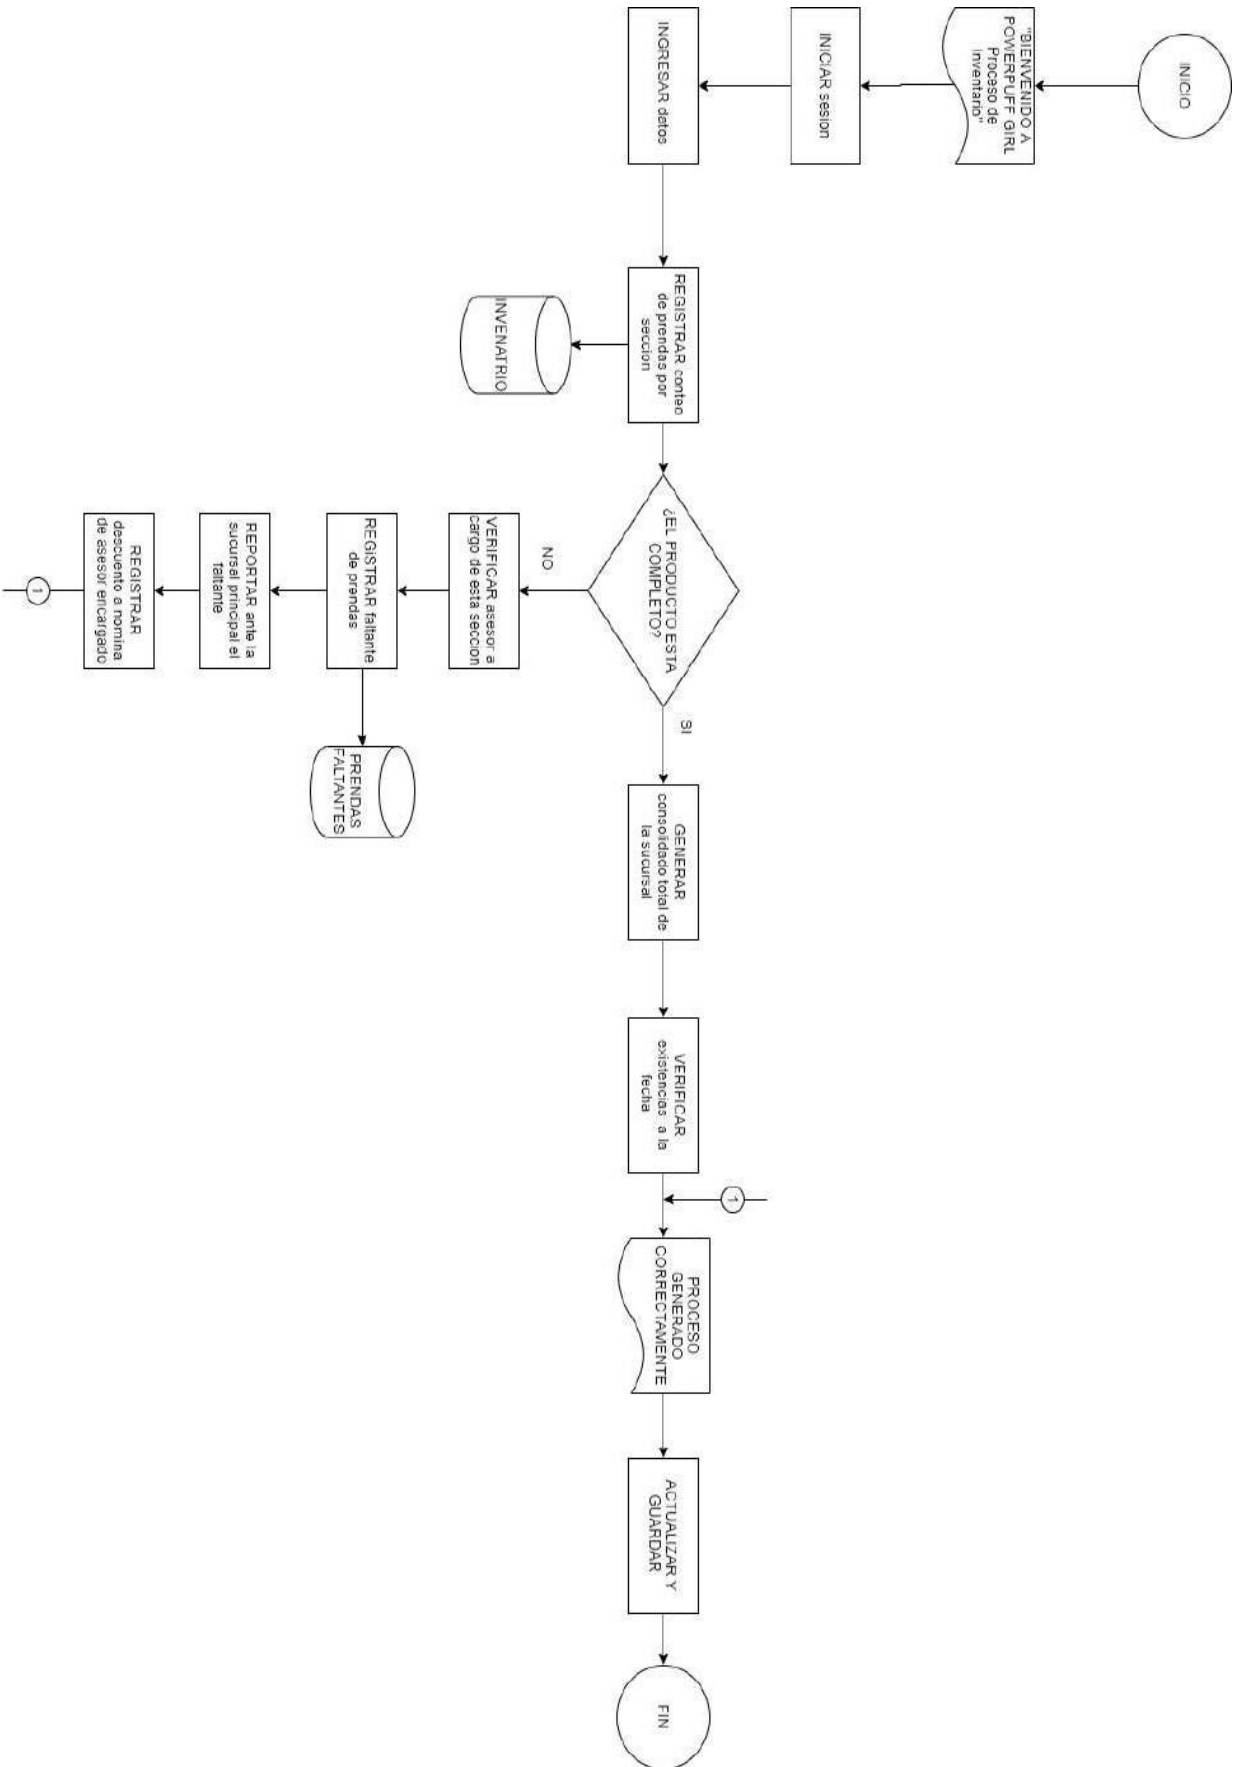 INICIO
"BIENVENIDO A
POWERPUFF GIRL
Proceso de
inventario"
INICIAR sesion
INGRESAR datos
REGISTRAR conteo
de prendas por
seccion
INVENATRIO
¿EL PRODUCTO ESTA
COMPLETO?
NO
VERIFICAR asesor a
cargo de esta seccion
REGISTRAR faltante
de prendas
PRENDAS
FALTANTES
REPORTAR ante la
sucursal principal el
faltante
REGISTRAR
descuento a nomina
de asesor encargado
1
SI
GENERAR
consolidado total de
la sucursal
VERIFICAR
existencias a la
fecha
1
PROCESO
GENERADO
CORRECTAMENTE
ACTUALIZAR Y
GUARDAR
FIN